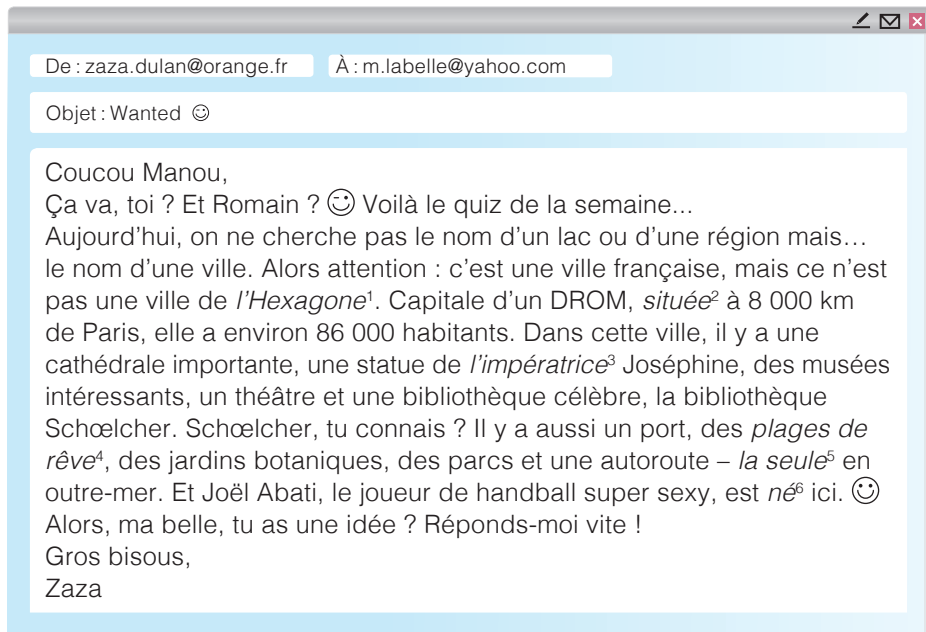 De : zaza.dulan@orange.fr À : m.labelle@yahoo.com
Objet : Wanted ☺
Coucou Manou,
Ça va, toi ? Et Romain ? 😉 Voilà le quiz de la semaine...
Aujourd’hui, on ne cherche pas le nom d’un lac ou d’une région mais…
le nom d’une ville. Alors attention : c’est une ville française, mais ce n’est
pas une ville de l’Hexagone¹. Capitale d’un DROM, située² à 8 000 km
de Paris, elle a environ 86 000 habitants. Dans cette ville, il y a une
cathédrale importante, une statue de l’impératrice³ Joséphine, des musées
intéressants, un théâtre et une bibliothèque célèbre, la bibliothèque
Schœlcher. Schœlcher, tu connais ? Il y a aussi un port, des plages de
rêve⁴, des jardins botaniques, des parcs et une autoroute – la seule⁵ en
outre-mer. Et Joël Abati, le joueur de handball super sexy, est né⁶ ici. ☺
Alors, ma belle, tu as une idée ? Réponds-moi vite !
Gros bisous,
Zaza